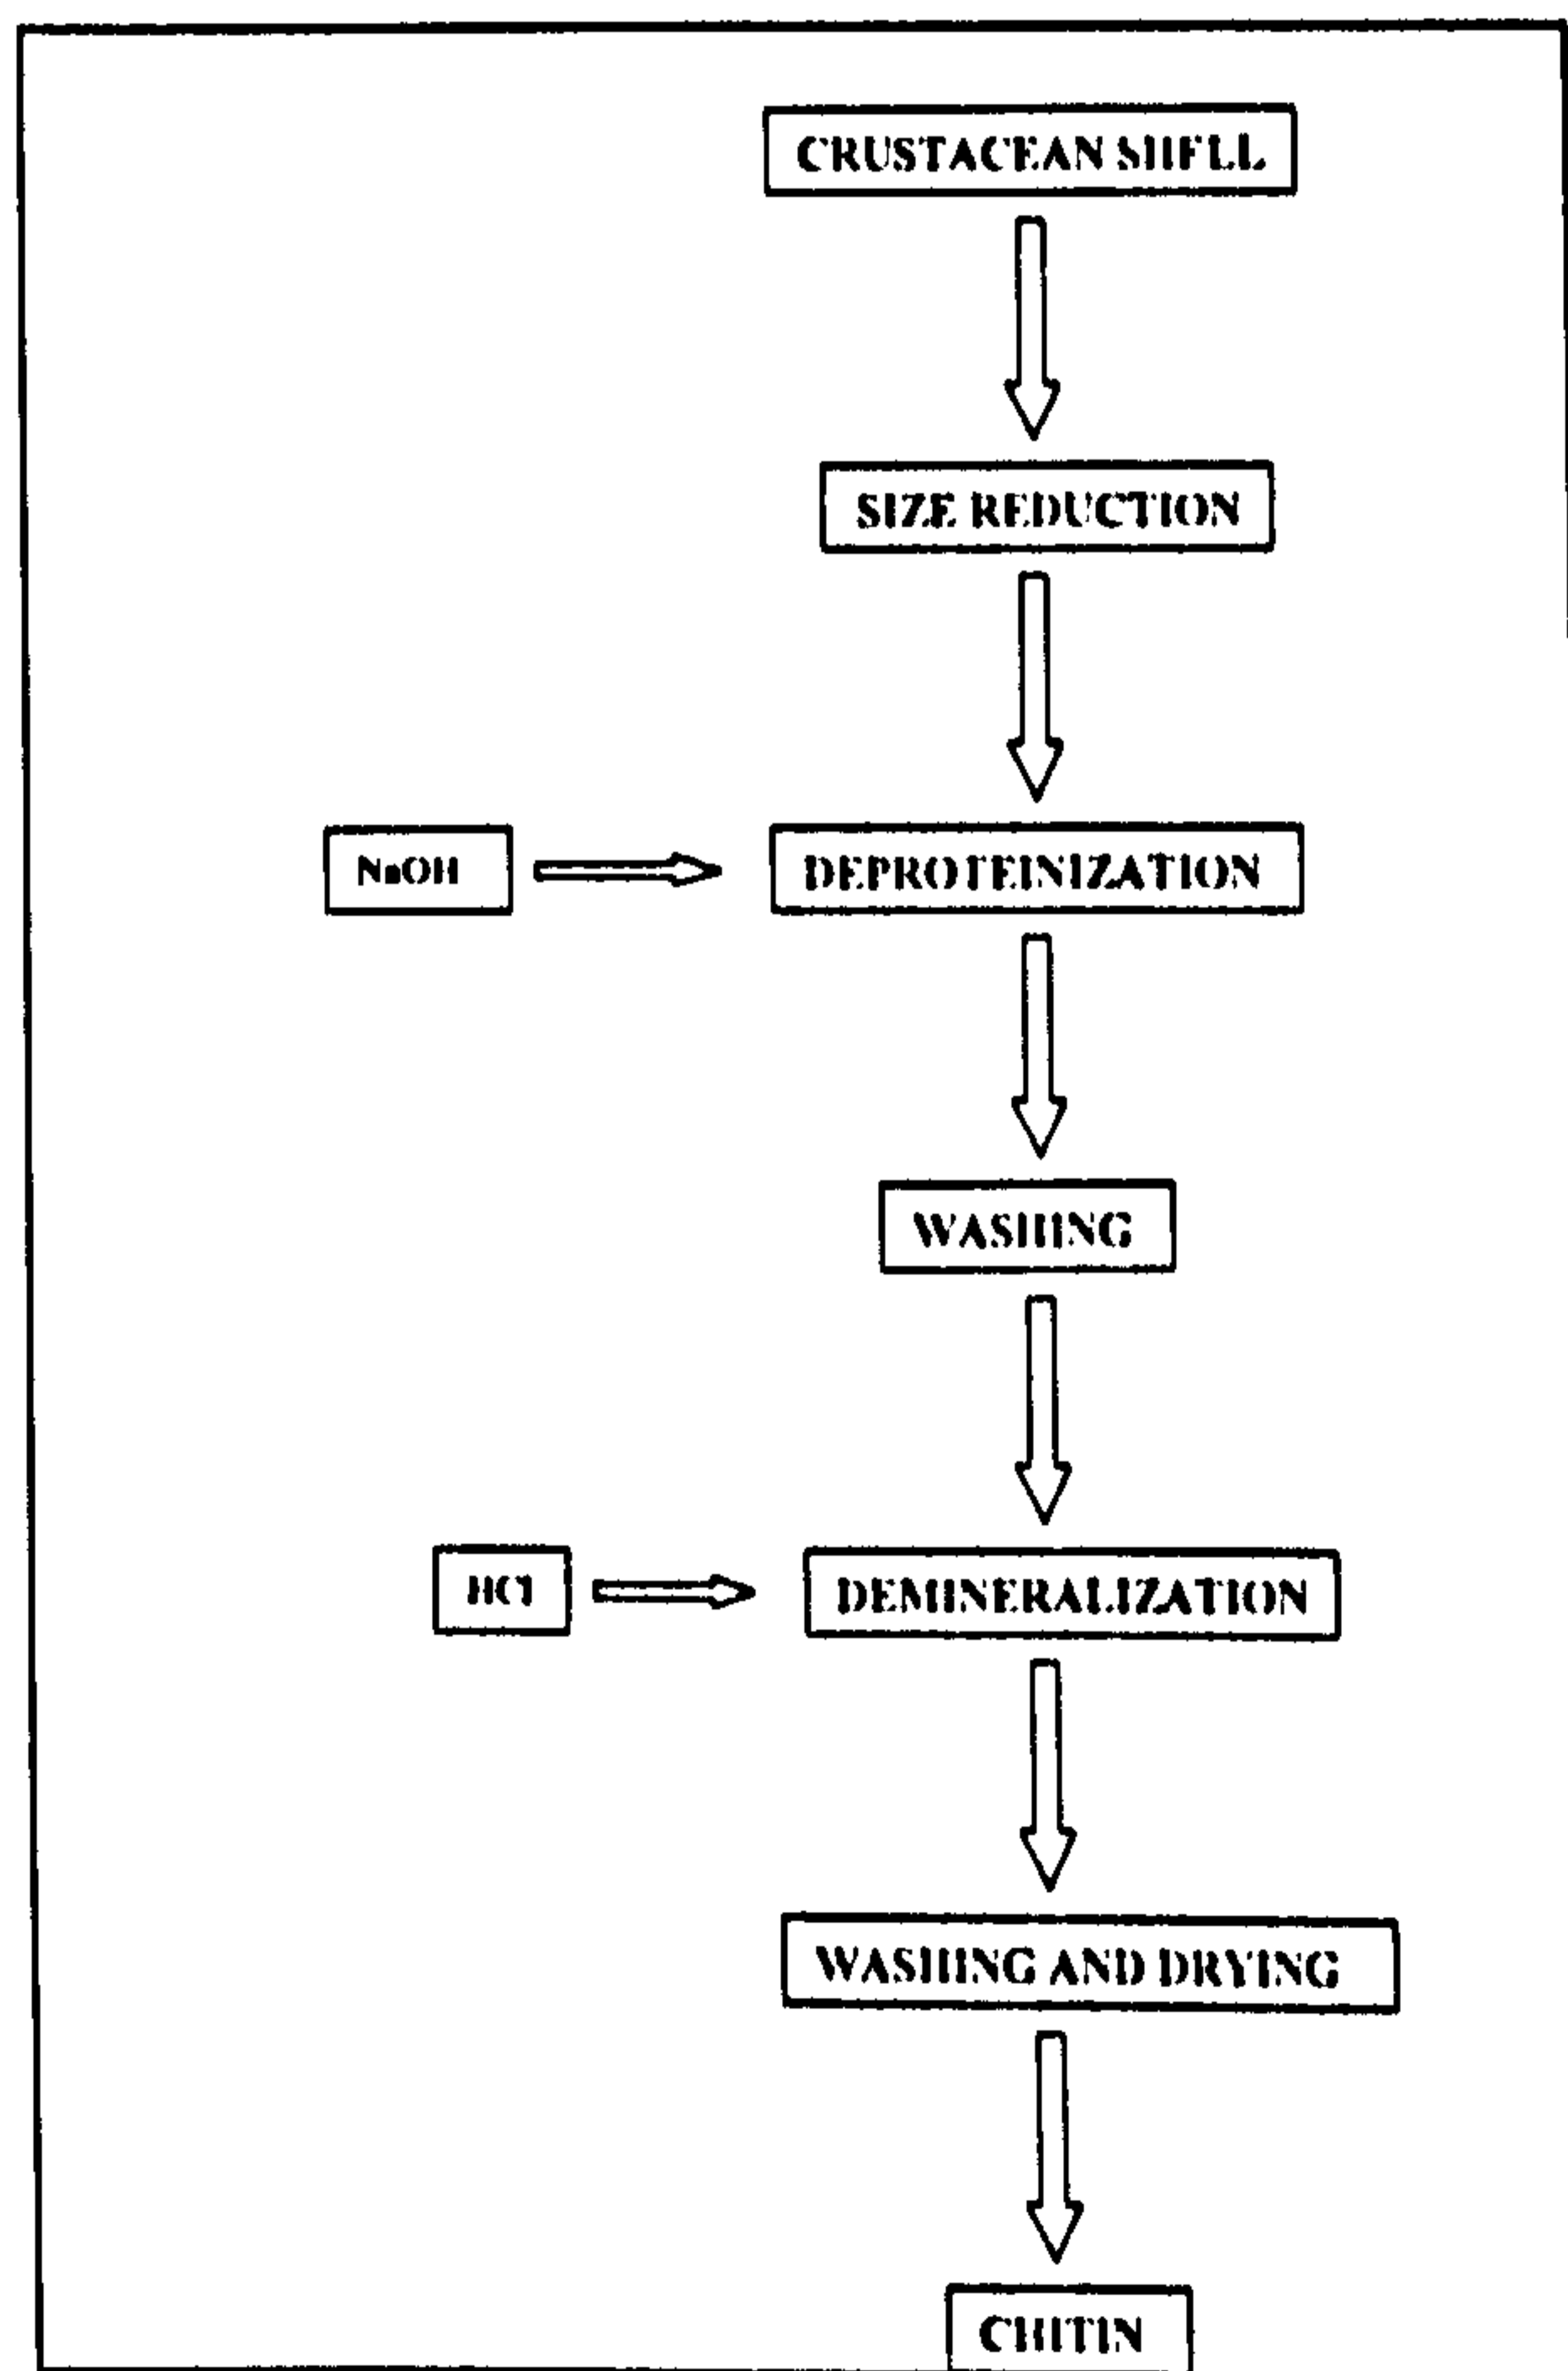 CRUSTACEAN SHELL
SIZE REDUCTION
NaOH
DEPROTEINIZATION
WASHING
HCl
DEMINERALIZATION
WASHING AND DRYING
CHITIN